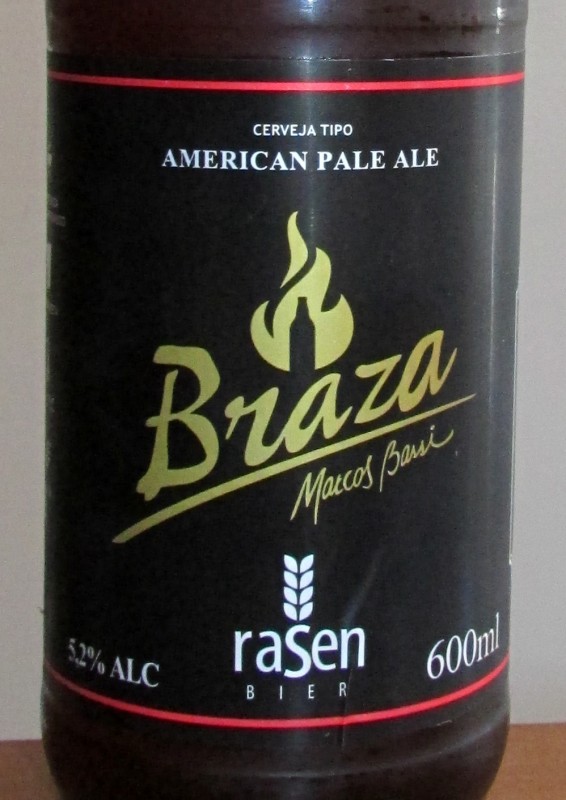 CERVEJA TIPO
AMERICAN PALE ALE
Braza
Marcos Bassi
5,2% ALC
raSen
BIER
600ml